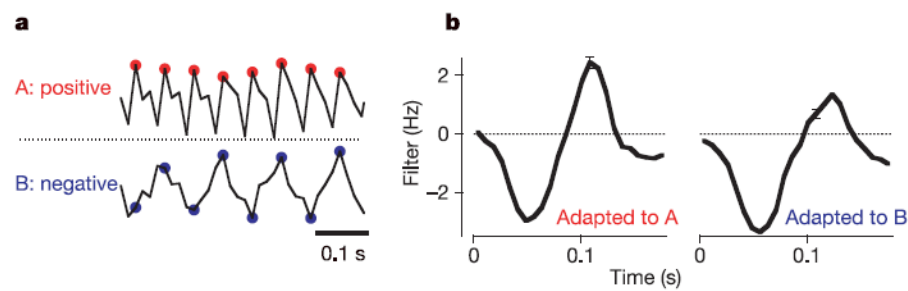 a
A: positive
B: negative
0.1 s
b
Filter (Hz)
2
0
−2
Adapted to A
Adapted to B
0
0.1
0
0.1
Time (s)